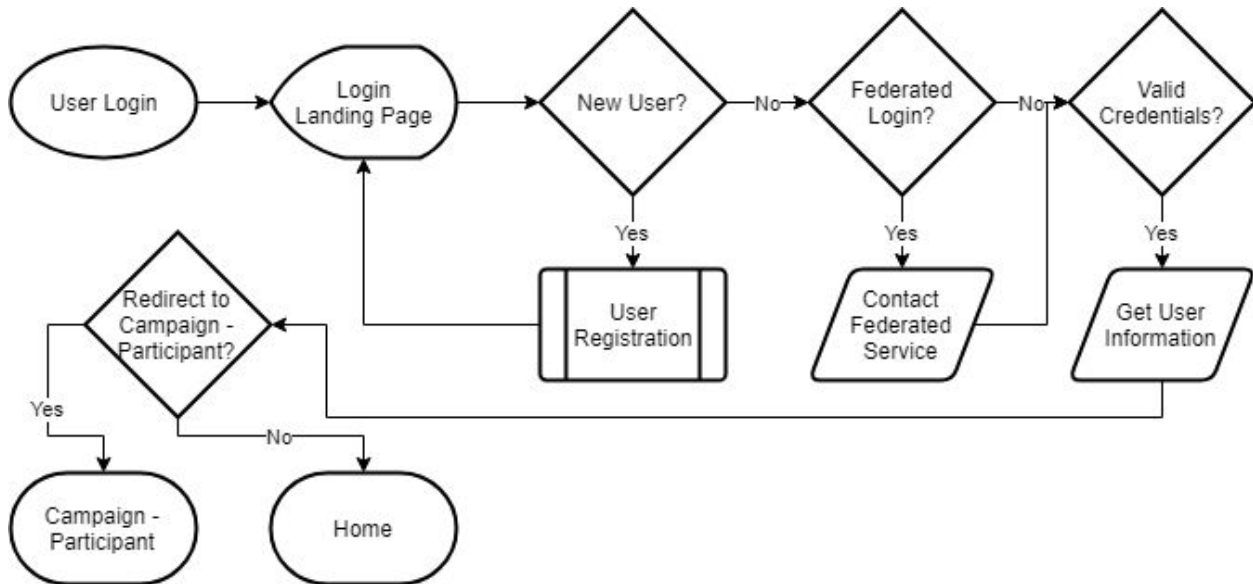 User Login
Login
Landing Page
New User?
No
Federated
Login?
No
Valid
Credentials?
Yes
Yes
Yes
User
Registration
Contact
Federated
Service
Get User
Information
Redirect to
Campaign -
Participant?
Yes
No
Campaign -
Participant
Home